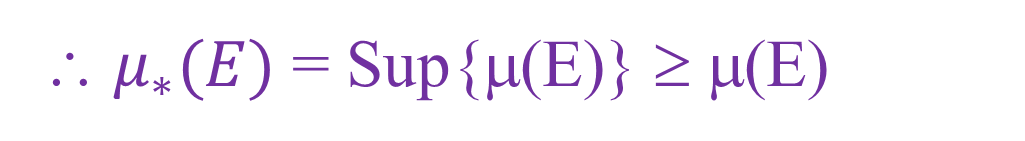 ∴ μ₎(E) = Sup{μ(E)} ≥ μ(E)